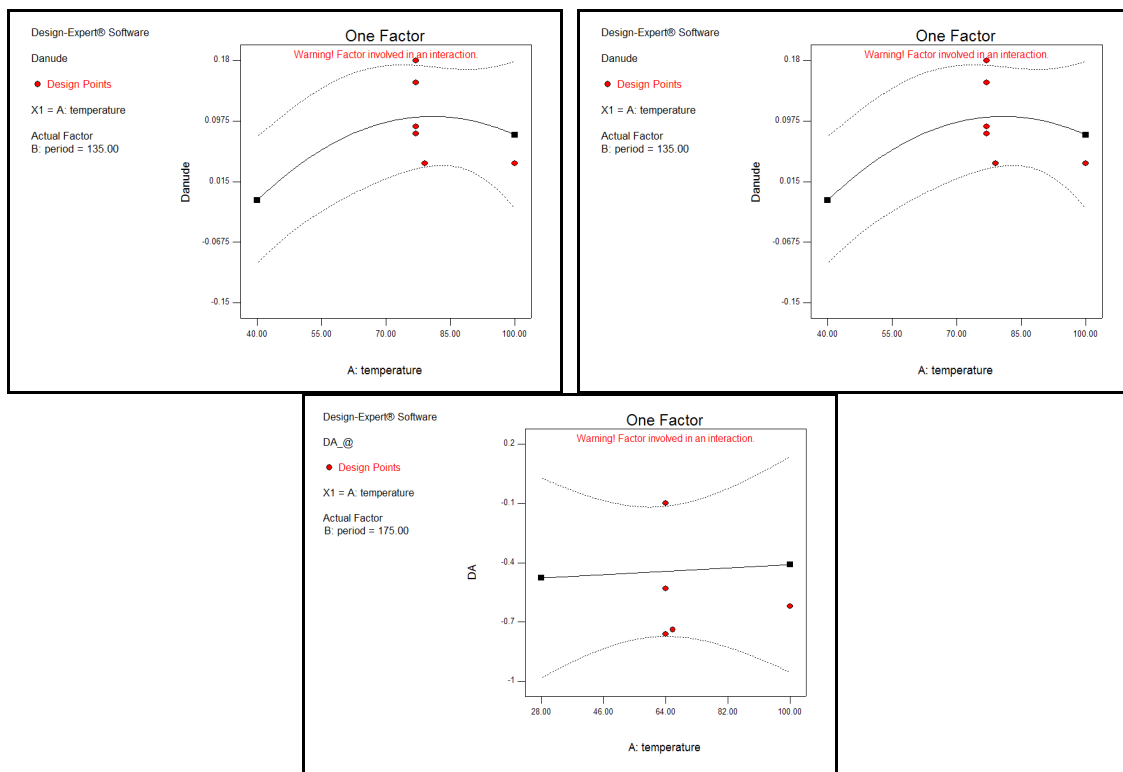 Design-Expert® Software
Danude
Design Points
X1 = A: temperature
Actual Factor
B: period = 135.00
One Factor
Warning! Factor involved in an interaction.
0.18
0.0975
0.015
-0.0675
-0.15
Danude
40.00 55.00 70.00 85.00 100.00
A: temperature
Design-Expert® Software
Danude
Design Points
X1 = A: temperature
Actual Factor
B: period = 135.00
One Factor
Warning! Factor involved in an interaction.
0.18
0.0975
0.015
-0.0675
-0.15
Danude
40.00 55.00 70.00 85.00 100.00
A: temperature
Design-Expert® Software
DA_@
Design Points
X1 = A: temperature
Actual Factor
B: period = 175.00
One Factor
Warning! Factor involved in an interaction.
0.2
-0.1
-0.4
-0.7
-1
DA
28.00 46.00 64.00 82.00 100.00
A: temperature